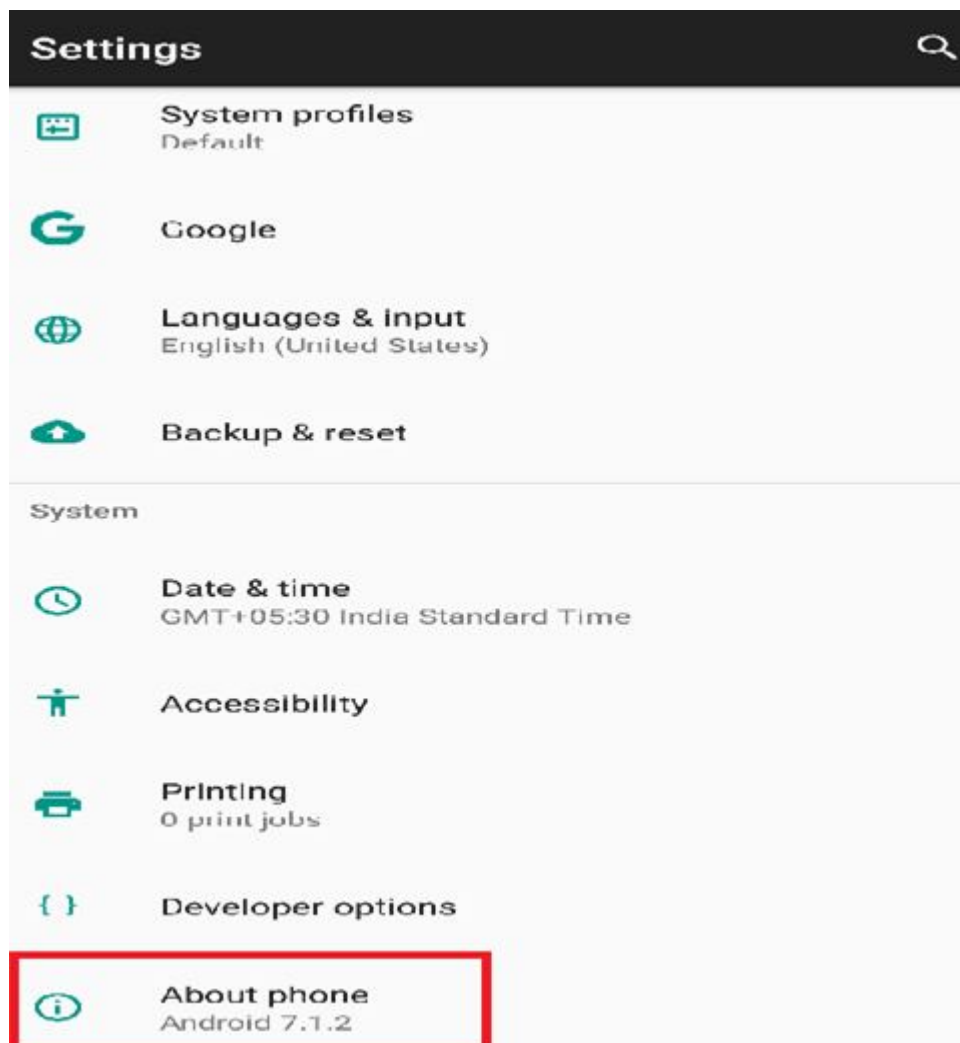 Settings
System profiles
Default
Google
Languages & input
English (United States)
Backup & reset
System
Date & time
GMT+05:30 India Standard Time
Accessibility
Printing
0 print jobs
{ } Developer options
About phone
Android 7.1.2